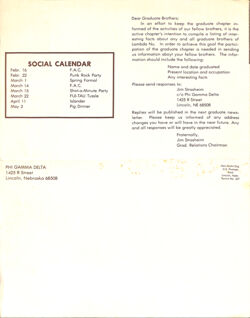 SOCIAL CALENDAR
Febr. 16 F.A.C.
Febr. 22 Punk Rock Party
March 1 Spring Formal
March 14 F.A.C.
March 15 Shot-a-Minute Party
March 22 FIJI-TAU Tussle
April 11 Islander
May 3 Pig Dinner
Dear Graduate Brothers:
In an effort to keep the graduate chapter in-
formed of the activities of our fellow brothers, it is the
active chapter's intention to compile a listing of inter-
esting facts about any and all graduate brothers of
Lambda Nu. In order to achieve this goal the partici-
pation of the graduate chapter is needed in sending
us information about your fellow brothers. The infor-
mation should include the following:
Name and date graduated
Present location and occupation
Any interesting facts
Please send responses to:
Jim Strasheim
c/o Phi Gamma Delta
1425 R Street
Lincoln, NE 68508
Replies will be published in the next graduate news-
letter. Please keep us informed of any address
changes you have or will have in the near future. Any
and all responses will be greatly appreciated.
Fraternally,
Jim Strasheim
Grad. Relations Chairman
PHI GAMMA DELTA
1425 R Street
Lincoln, Nebraska 68508